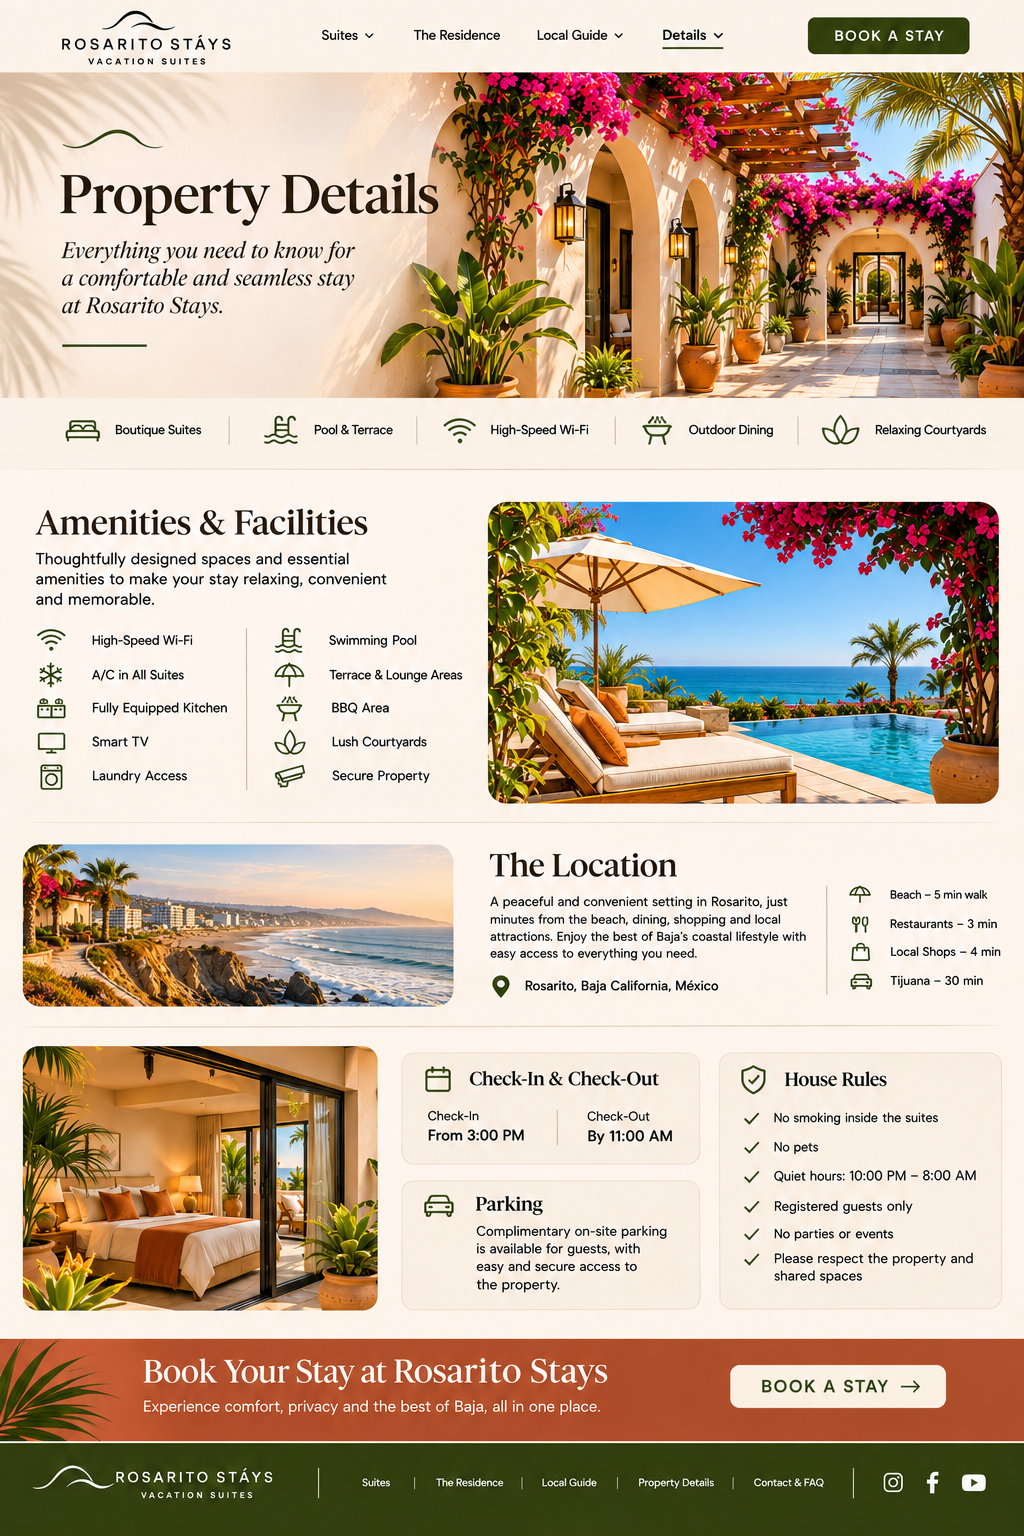 ROSARITO STÁYS
VACATION SUITES
Suites
The Residence
Local Guide
Details
BOOK A STAY
Property Details
Everything you need to know for
a comfortable and seamless stay
at Rosarito Stays.
Boutique Suites
Pool & Terrace
High-Speed Wi-Fi
Outdoor Dining
Relaxing Courtyards
Amenities & Facilities
Thoughtfully designed spaces and essential
amenities to make your stay relaxing, convenient
and memorable.
High-Speed Wi-Fi
A/C in All Suites
Fully Equipped Kitchen
Smart TV
Laundry Access
Swimming Pool
Terrace & Lounge Areas
BBQ Area
Lush Courtyards
Secure Property
The Location
A peaceful and convenient setting in Rosarito, just
minutes from the beach, dining, shopping and local
attractions. Enjoy the best of Baja's coastal lifestyle with
easy access to everything you need.
Rosarito, Baja California, México
Beach – 5 min walk
Restaurants – 3 min
Local Shops – 4 min
Tijuana – 30 min
Check-In & Check-Out
Check-In
From 3:00 PM
Check-Out
By 11:00 AM
Parking
Complimentary on-site parking
is available for guests, with
easy and secure access to
the property.
House Rules
No smoking inside the suites
No pets
Quiet hours: 10:00 PM – 8:00 AM
Registered guests only
No parties or events
Please respect the property and
shared spaces
Book Your Stay at Rosarito Stays
Experience comfort, privacy and the best of Baja, all in one place.
BOOK A STAY →
ROSARITO STÁYS
VACATION SUITES
Suites
The Residence
Local Guide
Property Details
Contact & FAQ